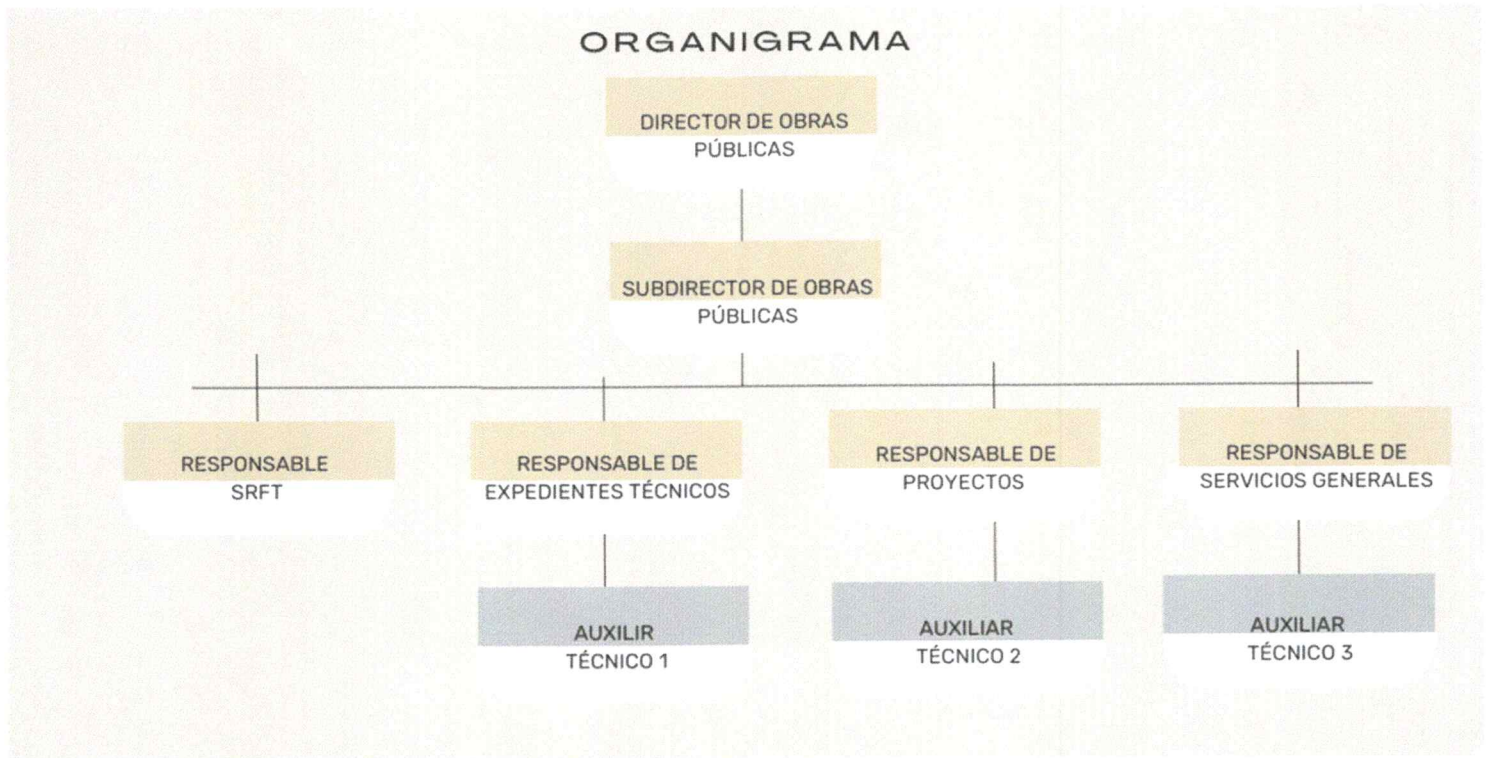 ORGANIGRAMA
DIRECTOR DE OBRAS
PÚBLICAS
SUBDIRECTOR DE OBRAS
PÚBLICAS
RESPONSABLE
SRFT
RESPONSABLE DE
EXPEDIENTES TÉCNICOS
RESPONSABLE DE
PROYECTOS
RESPONSABLE DE
SERVICIOS GENERALES
AUXILIR
TÉCNICO 1
AUXILIAR
TÉCNICO 2
AUXILIAR
TÉCNICO 3